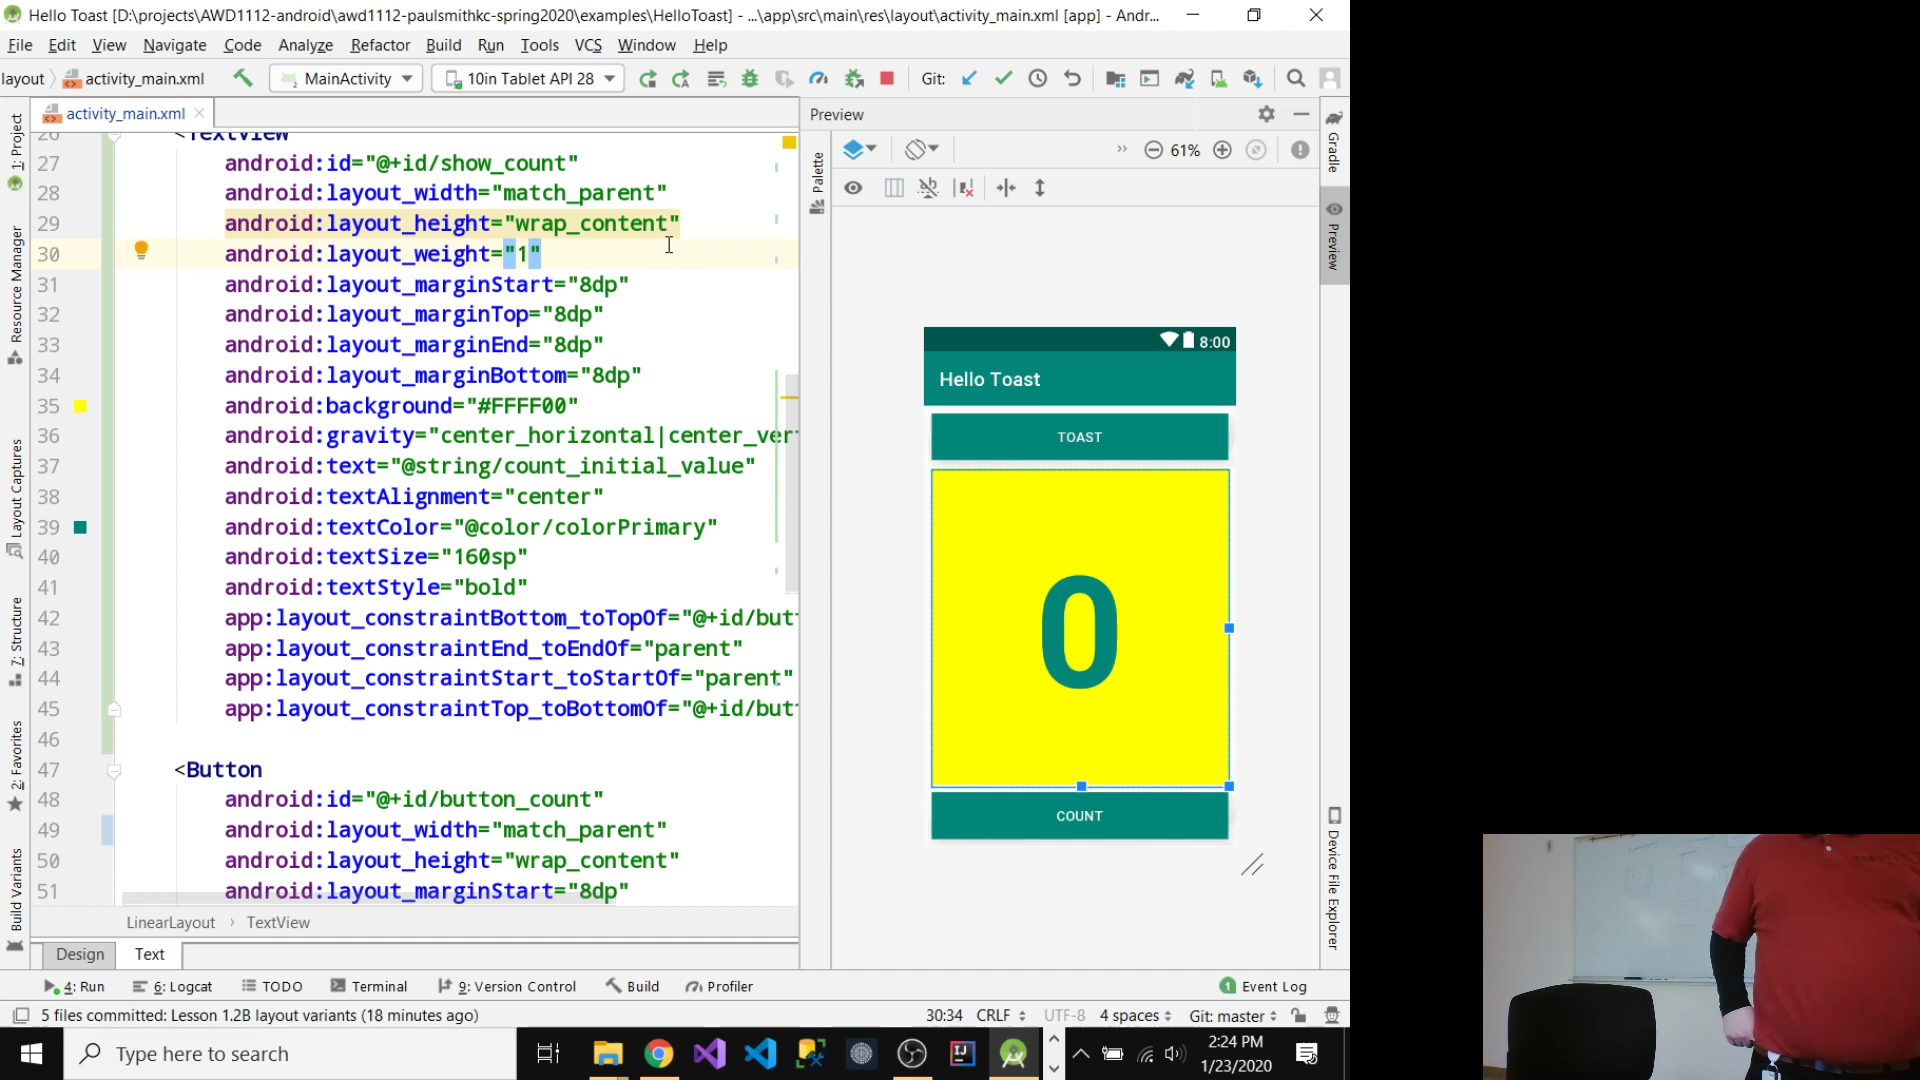 Hello Toast [D:\projects\AWD1112-android\awd1112-paulsmithkc-spring2020\examples\HelloToast] - ...\app\src\main\res\layout\activity_main.xml [app] - Andr...
File Edit View Navigate Code Analyze Refactor Build Run Tools VCS Window Help
layout activity_main.xml MainActivity 10in Tablet API 28 Git:
activity_main.xml
Preview
61%
1: Project
Resource Manager
Layout Captures
7: Structure
2: Favorites
Build Variants
26 <TextView
27 android:id="@+id/show_count"
28 android:layout_width="match_parent"
29 android:layout_height="wrap_content"
30 android:layout_weight="1"
31 android:layout_marginStart="8dp"
32 android:layout_marginTop="8dp"
33 android:layout_marginEnd="8dp"
34 android:layout_marginBottom="8dp"
35 android:background="#FFFF00"
36 android:gravity="center_horizontal|center_ver
37 android:text="@string/count_initial_value"
38 android:textAlignment="center"
39 android:textColor="@color/colorPrimary"
40 android:textSize="160sp"
41 android:textStyle="bold"
42 app:layout_constraintBottom_toTopOf="@+id/but
43 app:layout_constraintEnd_toEndOf="parent"
44 app:layout_constraintStart_toStartOf="parent"
45 app:layout_constraintTop_toBottomOf="@+id/but
46
47 <Button
48 android:id="@+id/button_count"
49 android:layout_width="match_parent"
50 android:layout_height="wrap_content"
51 android:layout_marginStart="8dp"
LinearLayout › TextView
Design Text
Palette
8:00
Hello Toast
TOAST
0
COUNT
Gradle
Preview
Device File Explorer
4: Run 6: Logcat TODO Terminal 9: Version Control Build Profiler 1 Event Log
5 files committed: Lesson 1.2B layout variants (18 minutes ago) 30:34 CRLF UTF-8 4 spaces Git: master
Type here to search
2:24 PM
1/23/2020